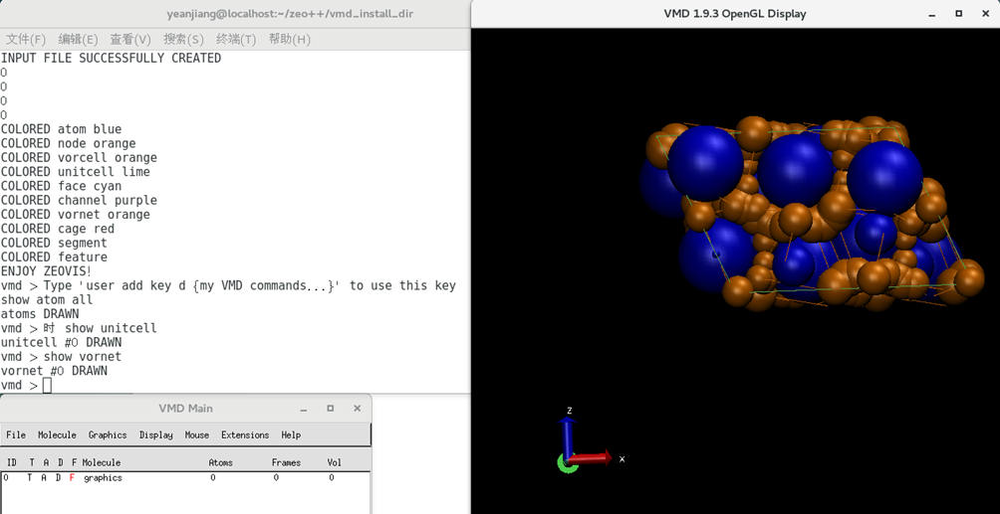 yeanjiang@localhost:~/zeo++/vmd_install_dir
文件(F) 编辑(E) 查看(V) 搜索(S) 终端(T) 帮助(H)
INPUT FILE SUCCESSFULLY CREATED
0
0
0
0
COLORED atom blue
COLORED node orange
COLORED vorcell orange
COLORED unitcell lime
COLORED face cyan
COLORED channel purple
COLORED vornet orange
COLORED cage red
COLORED segment
COLORED feature
ENJOY ZEOVIS!
vmd > Type 'user add key d {my VMD commands...}' to use this key
show atom all
atoms DRAWN
vmd > 时 show unitcell
unitcell #0 DRAWN
vmd > show vornet
vornet #0 DRAWN
vmd >
VMD Main
File Molecule Graphics Display Mouse Extensions Help
ID T A D F Molecule Atoms Frames Vol
0 T A D F graphics 0 0 0
VMD 1.9.3 OpenGL Display
Z
X